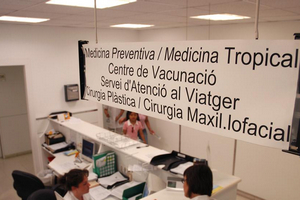 Medicina Preventiva / Medicina Tropical
Centre de Vacunació
Servei d'Atenció al Viatger
Cirurgia Plàstica / Cirurgia Maxil.lofacial